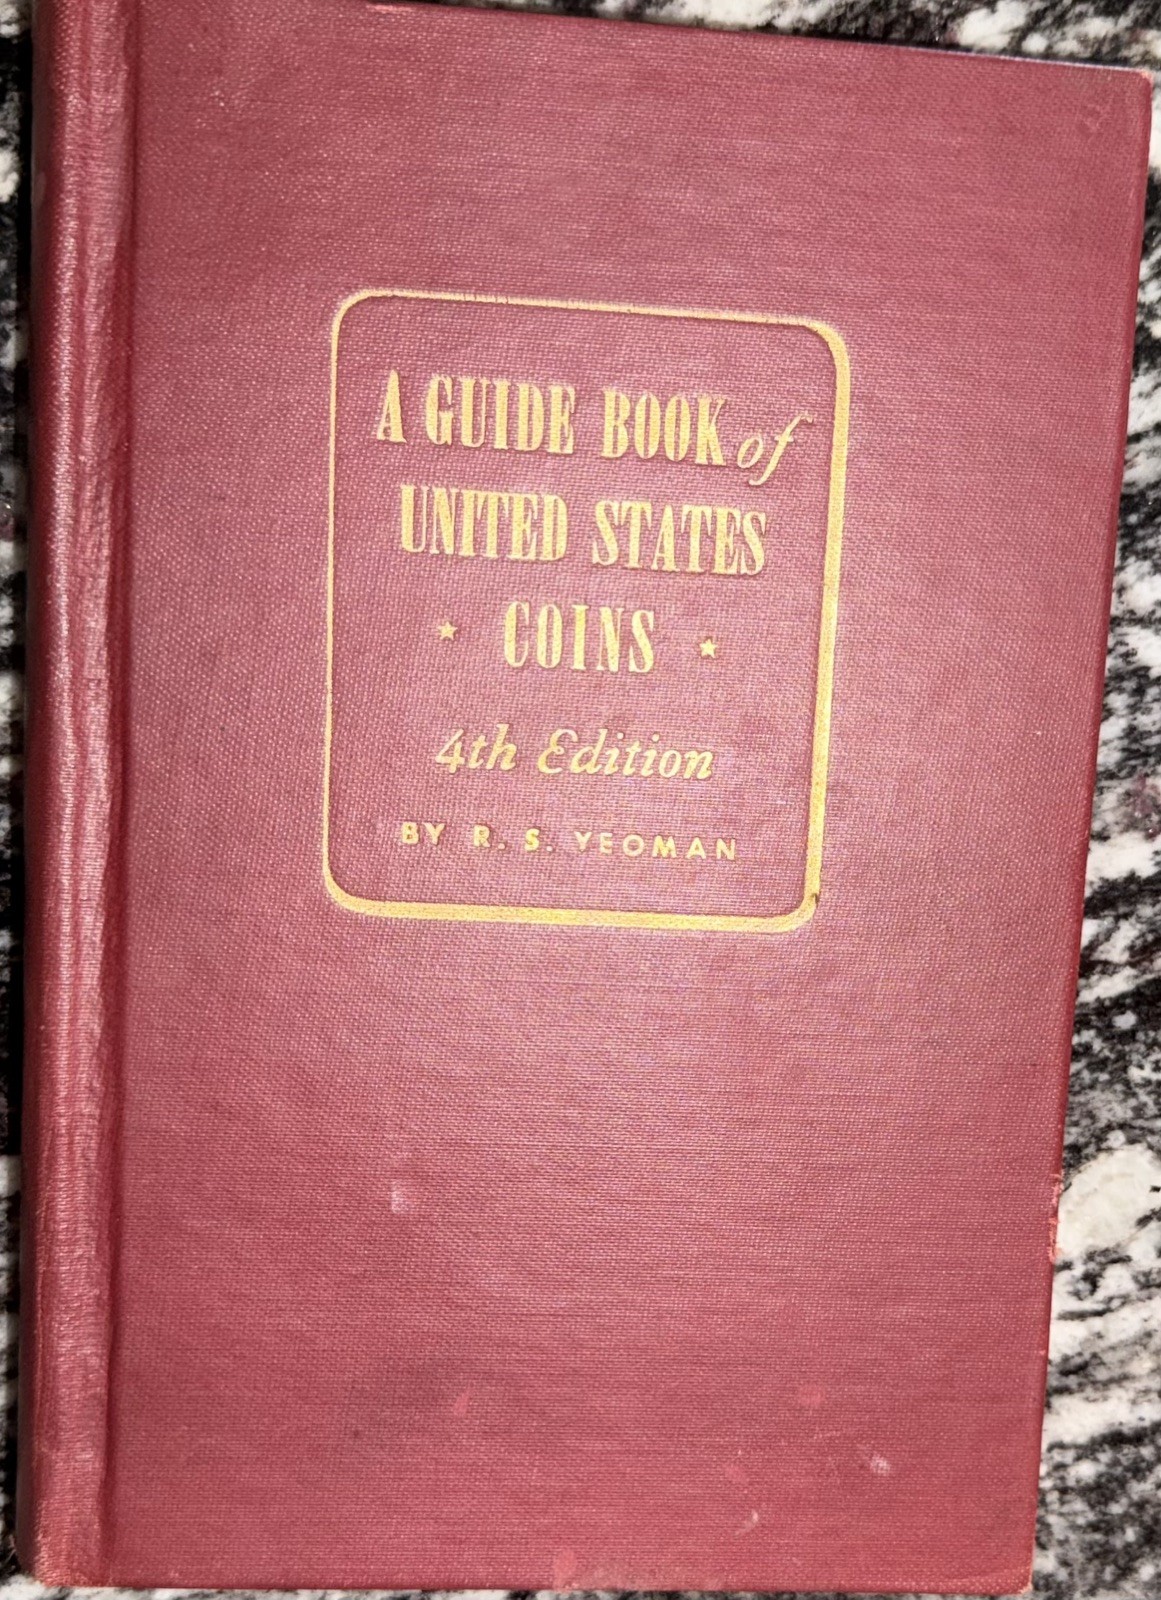 A GUIDE BOOK of
UNITED STATES
★ COINS ★
4th Edition
BY R. S. YEOMAN